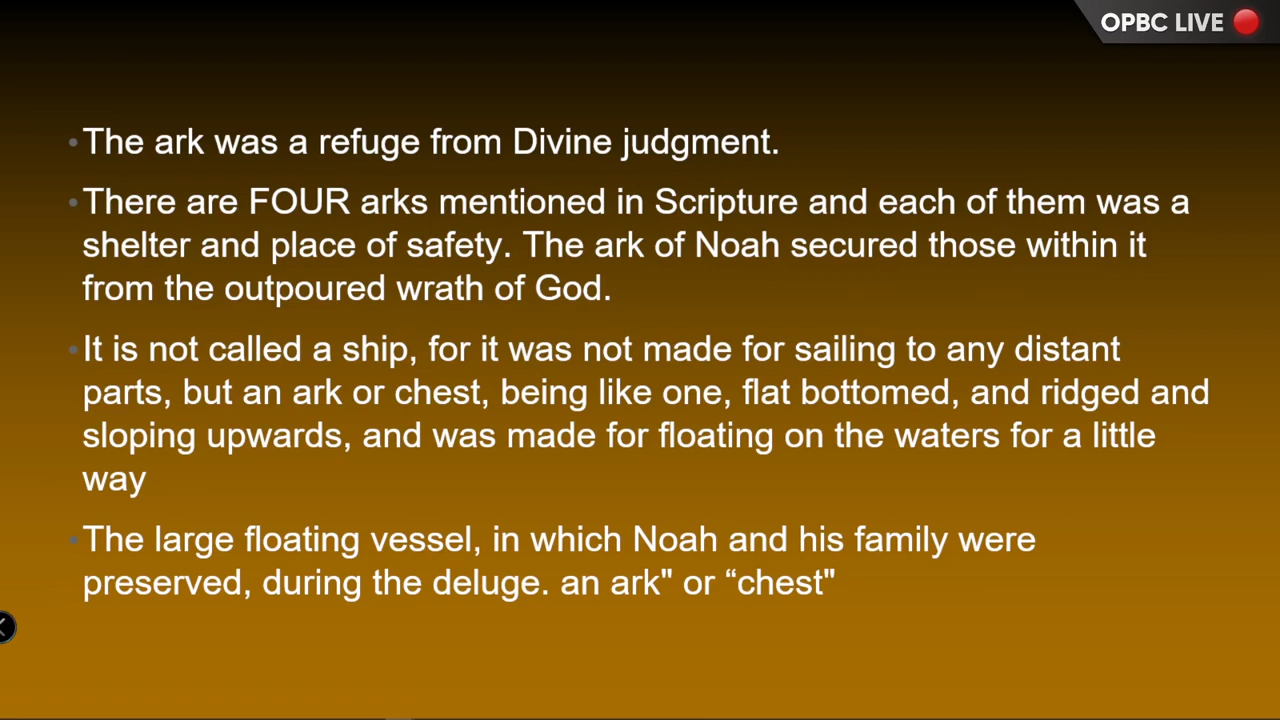 OPBC LIVE
•The ark was a refuge from Divine judgment.
•There are FOUR arks mentioned in Scripture and each of them was a
shelter and place of safety. The ark of Noah secured those within it
from the outpoured wrath of God.
•It is not called a ship, for it was not made for sailing to any distant
parts, but an ark or chest, being like one, flat bottomed, and ridged and
sloping upwards, and was made for floating on the waters for a little
way
•The large floating vessel, in which Noah and his family were
preserved, during the deluge. an ark" or “chest"